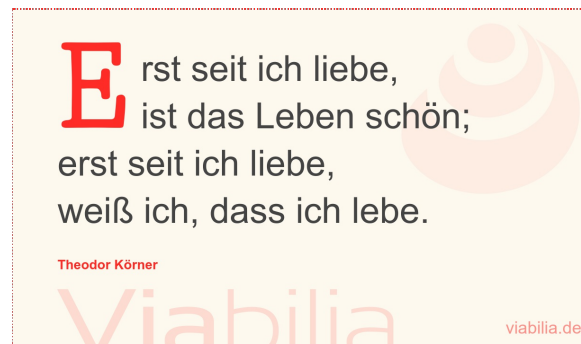 Erst seit ich liebe,
ist das Leben schön;
erst seit ich liebe,
weiß ich, dass ich lebe.
Theodor Körner
Viabilia
viabilia.de